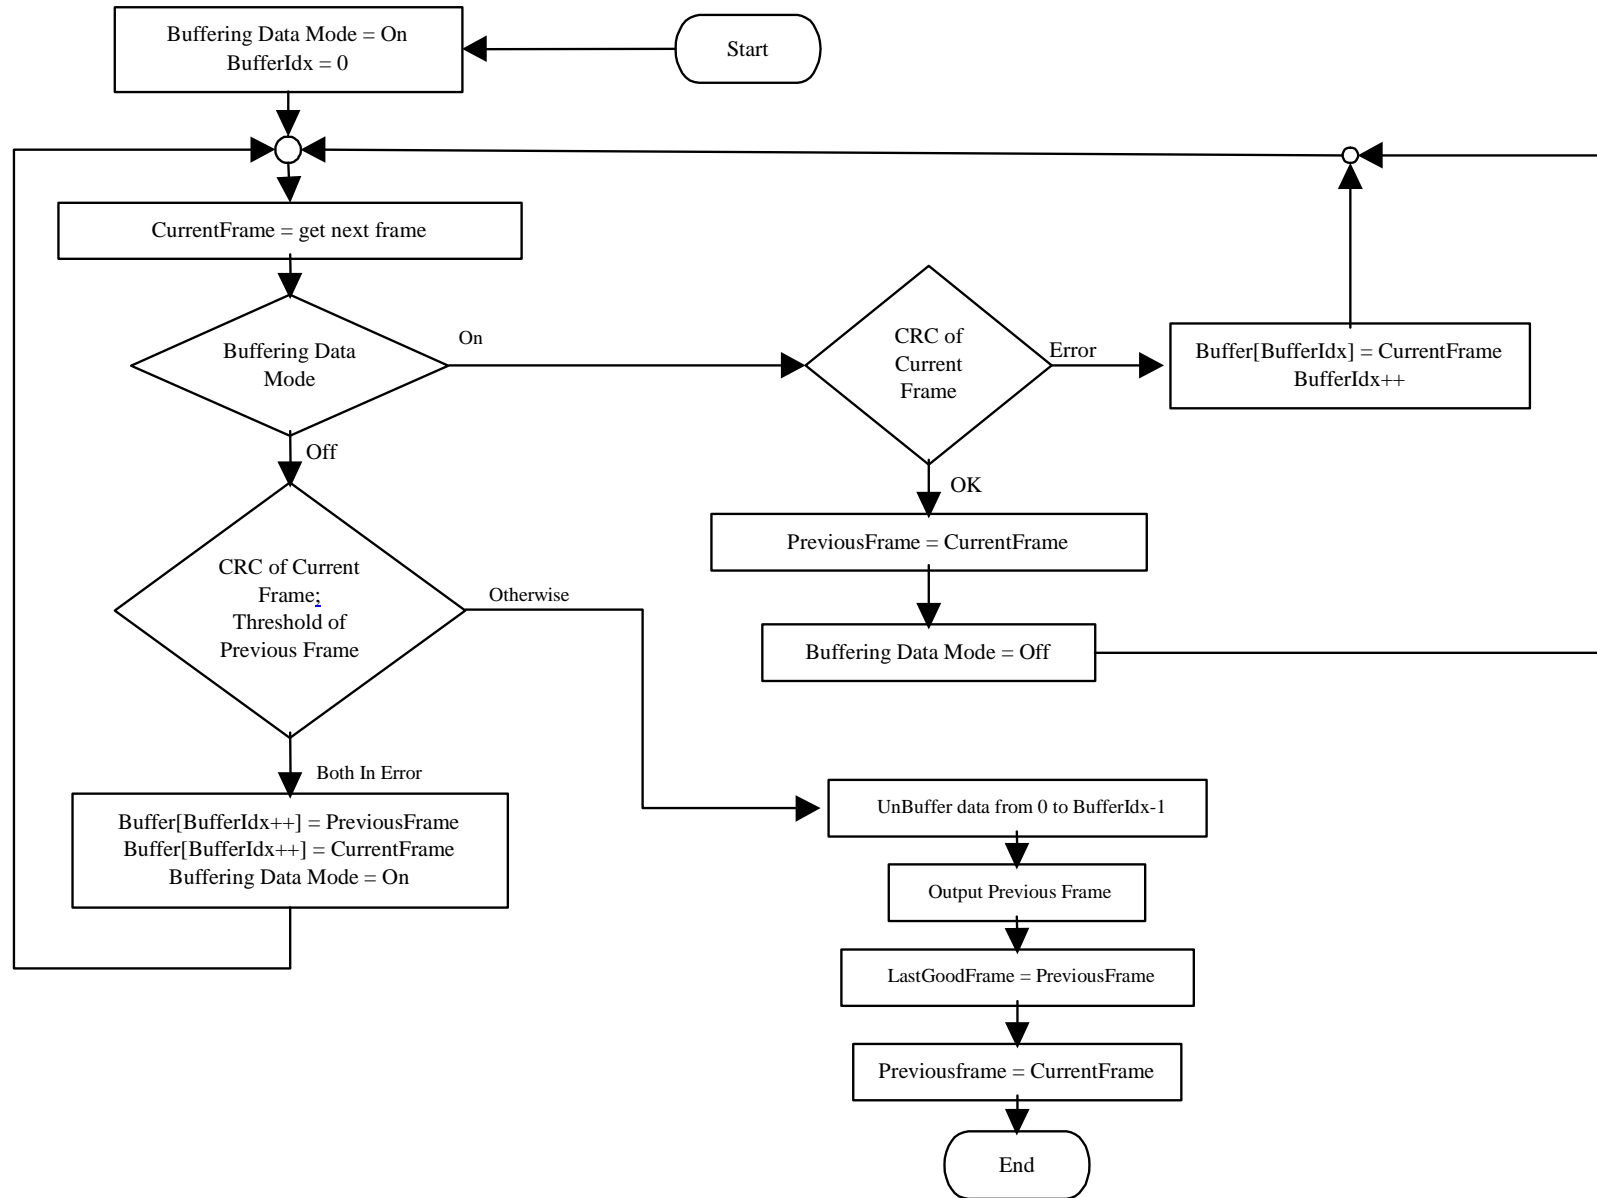 Buffering Data Mode = On
BufferIdx = 0
Start
CurrentFrame = get next frame
Buffering Data
Mode
On
CRC of
Current
Frame
Error
Buffer[BufferIdx] = CurrentFrame
BufferIdx++
Off
OK
PreviousFrame = CurrentFrame
CRC of Current
Frame;
Threshold of
Previous Frame
Otherwise
Buffering Data Mode = Off
Both In Error
Buffer[BufferIdx++] = PreviousFrame
Buffer[BufferIdx++] = CurrentFrame
Buffering Data Mode = On
UnBuffer data from 0 to BufferIdx-1
Output Previous Frame
LastGoodFrame = PreviousFrame
Previousframe = CurrentFrame
End